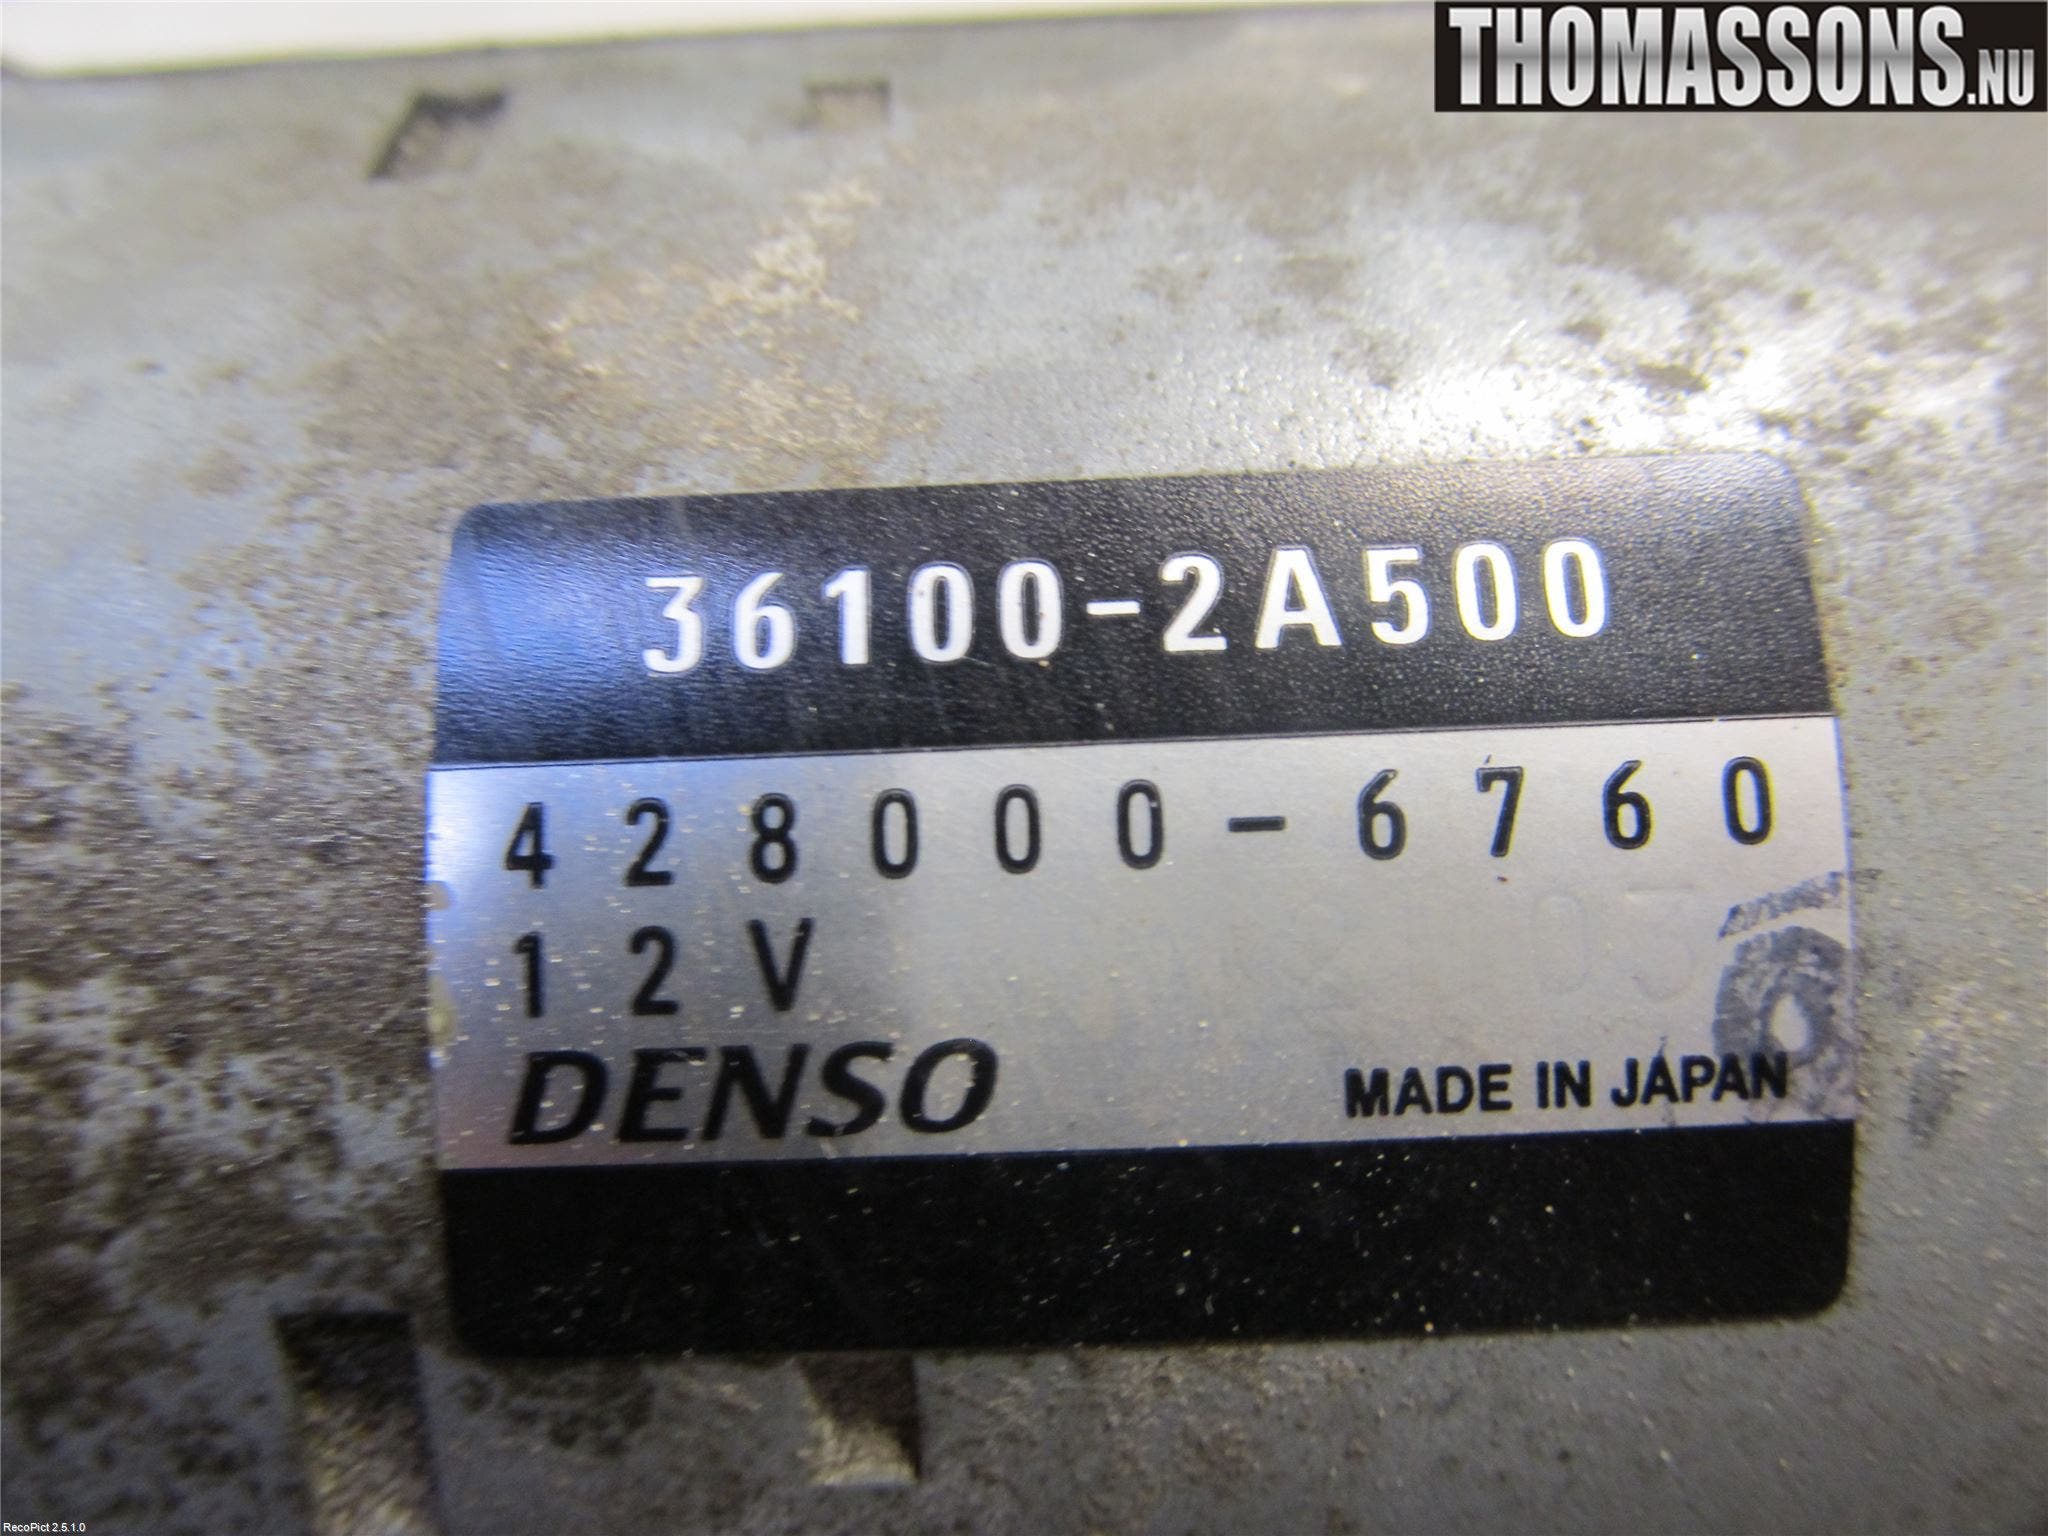 THOMASSONS.NU
36100-2A500
428000-6760
12V
DENSO
MADE IN JAPAN
RecoPict 2.5.1.0